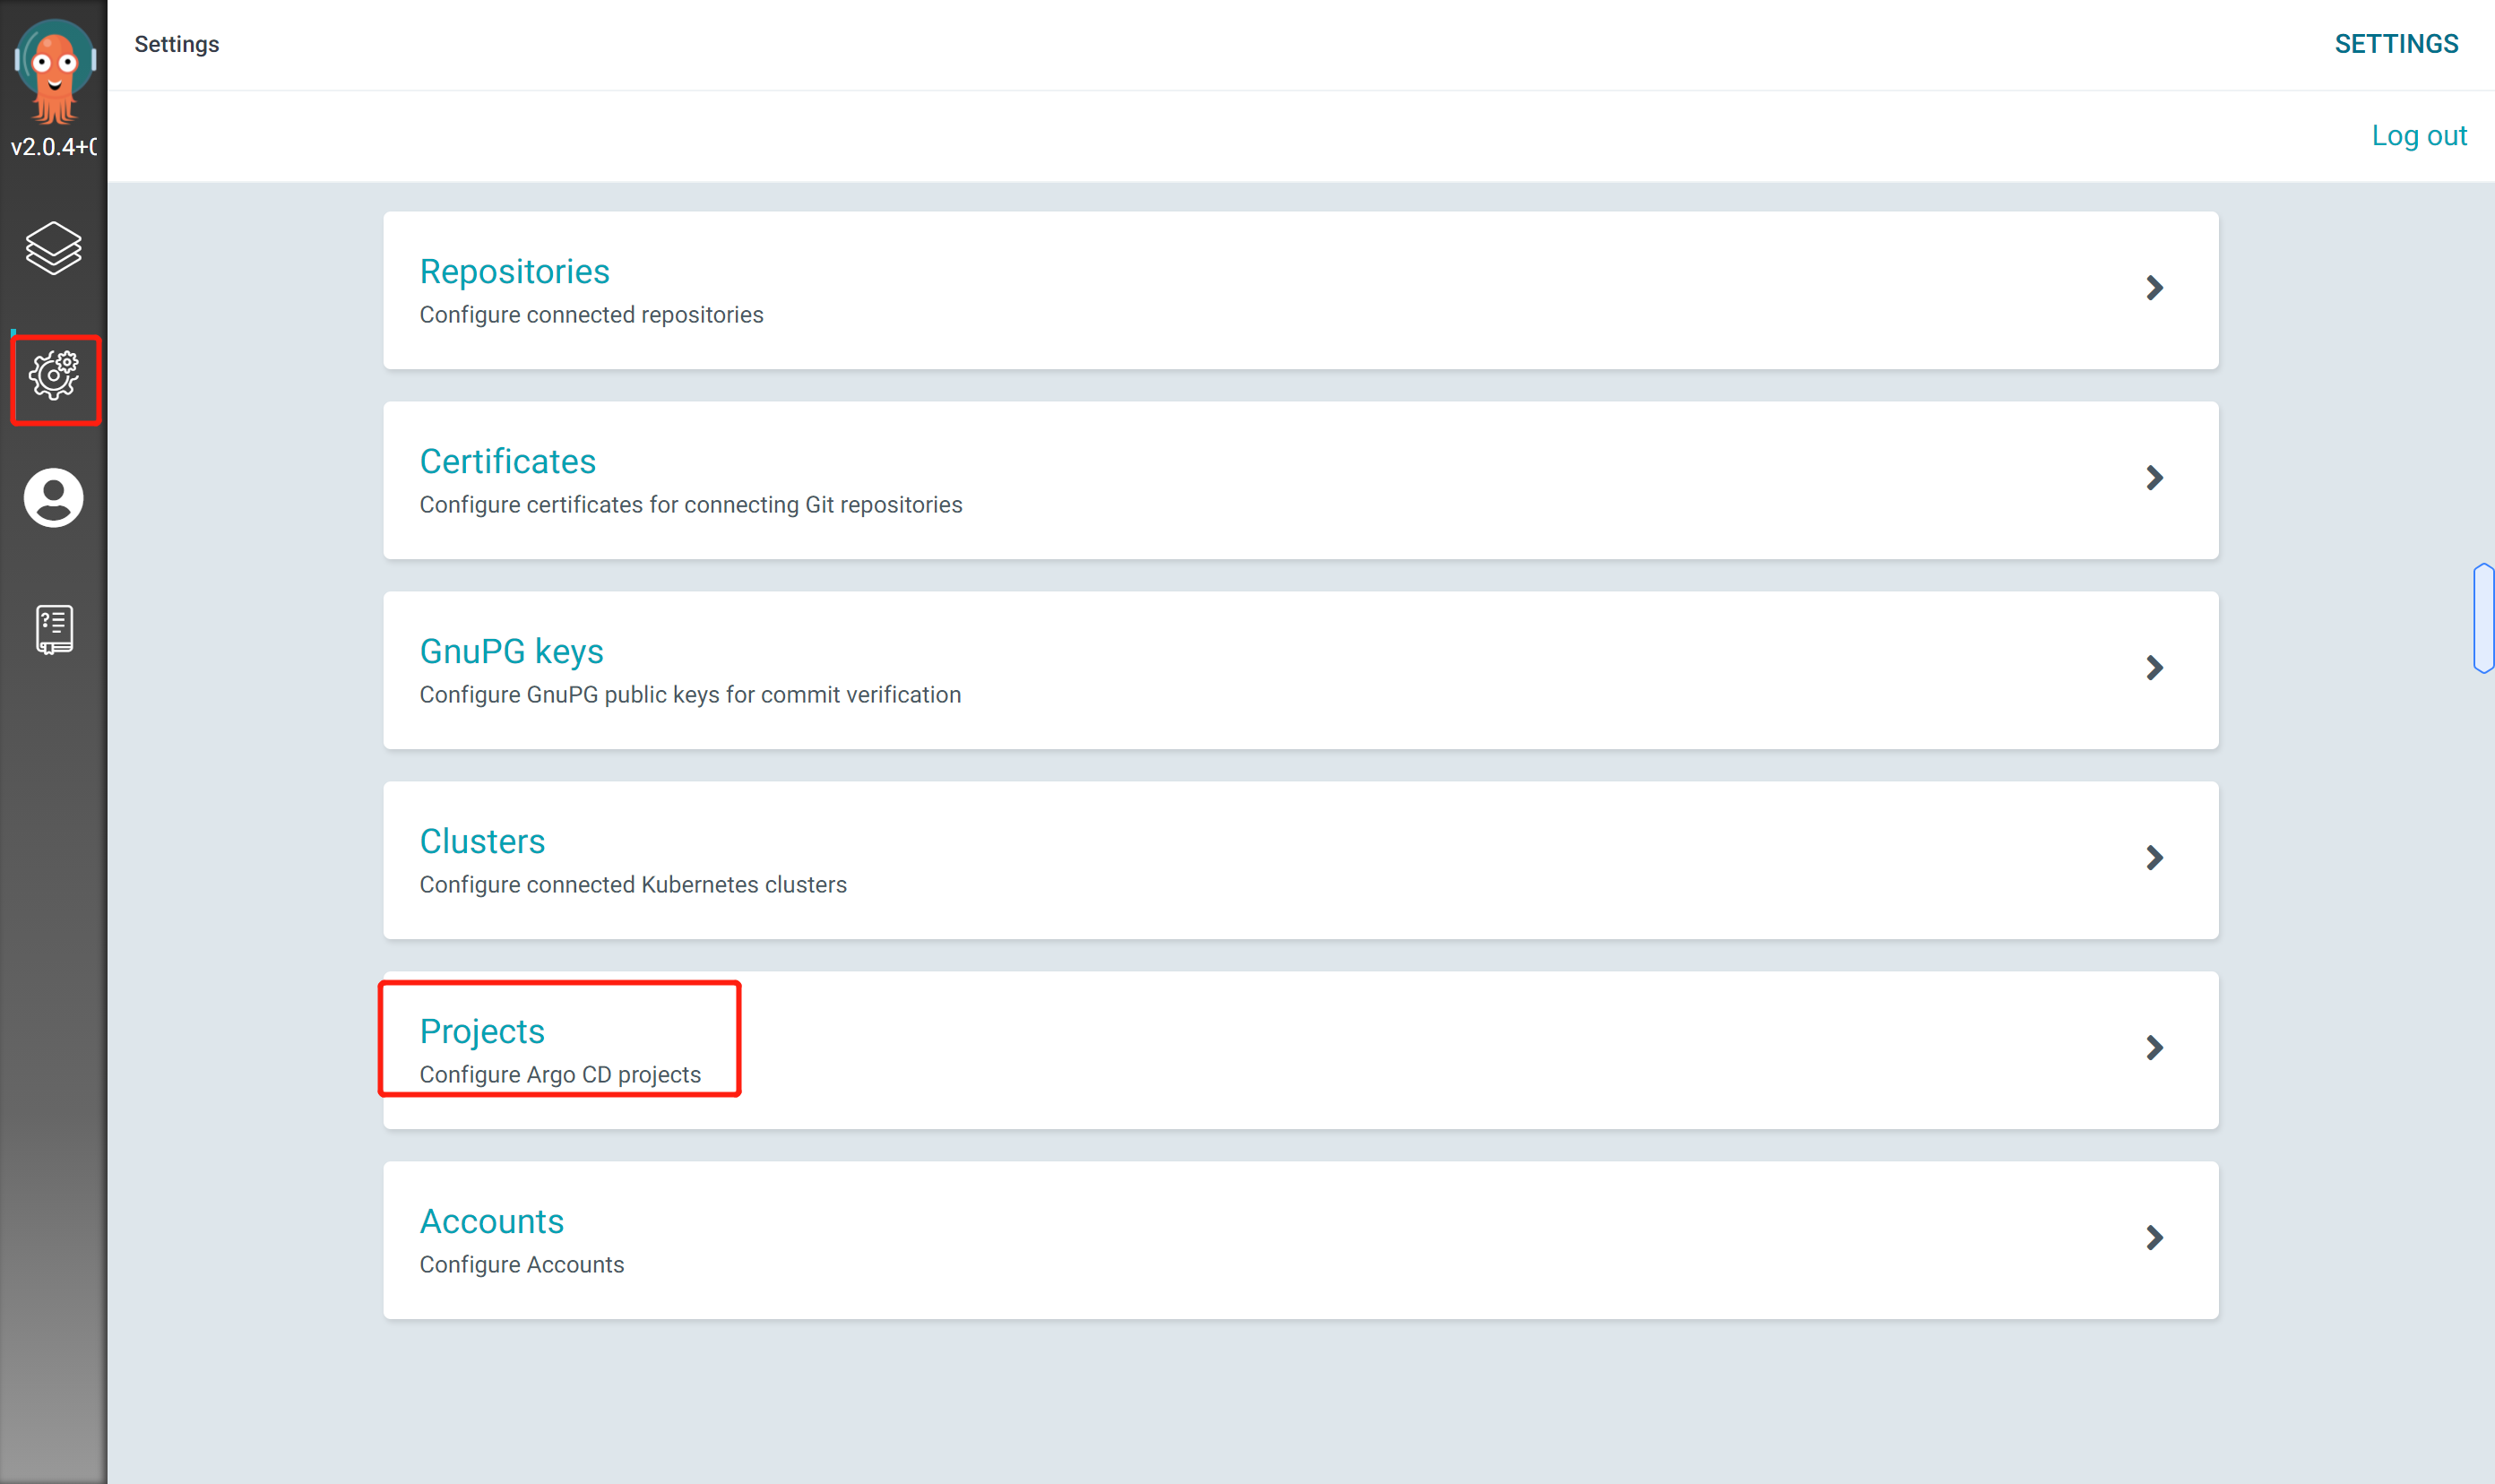 Settings
SETTINGS
v2.0.4+
Log out
Repositories
Configure connected repositories
Certificates
Configure certificates for connecting Git repositories
GnuPG keys
Configure GnuPG public keys for commit verification
Clusters
Configure connected Kubernetes clusters
Projects
Configure Argo CD projects
Accounts
Configure Accounts